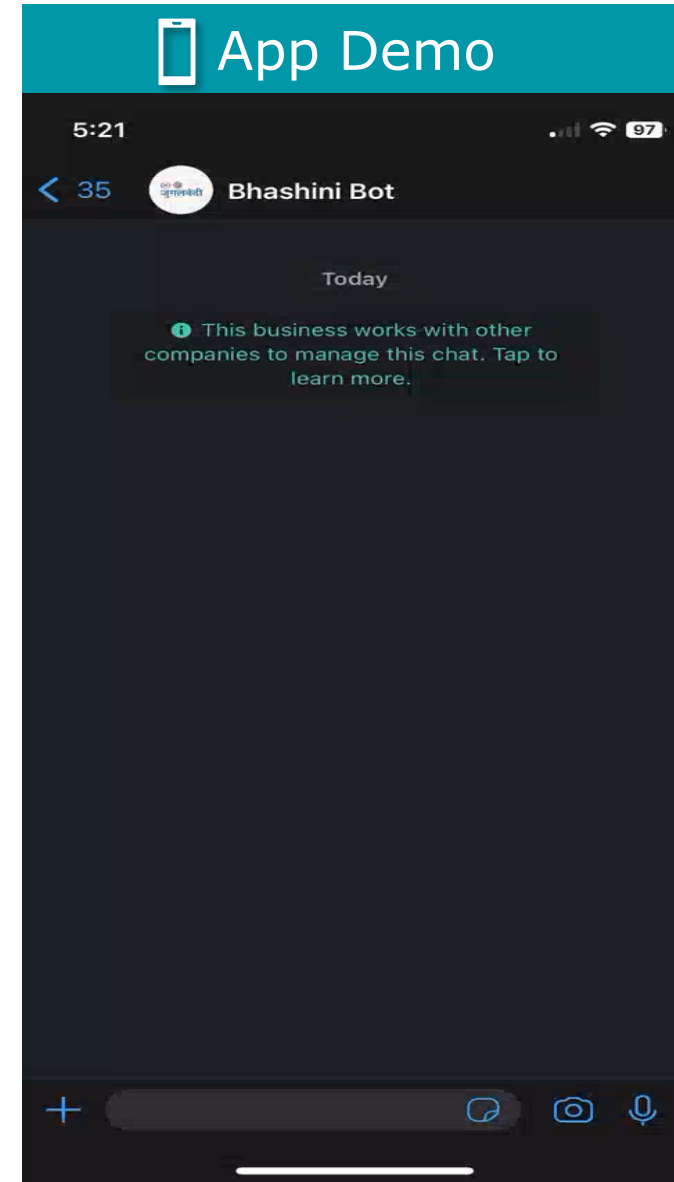 App Demo
5:21
97
35
जुगलबंदी
Bhashini Bot
Today
This business works with other
companies to manage this chat. Tap to
learn more.